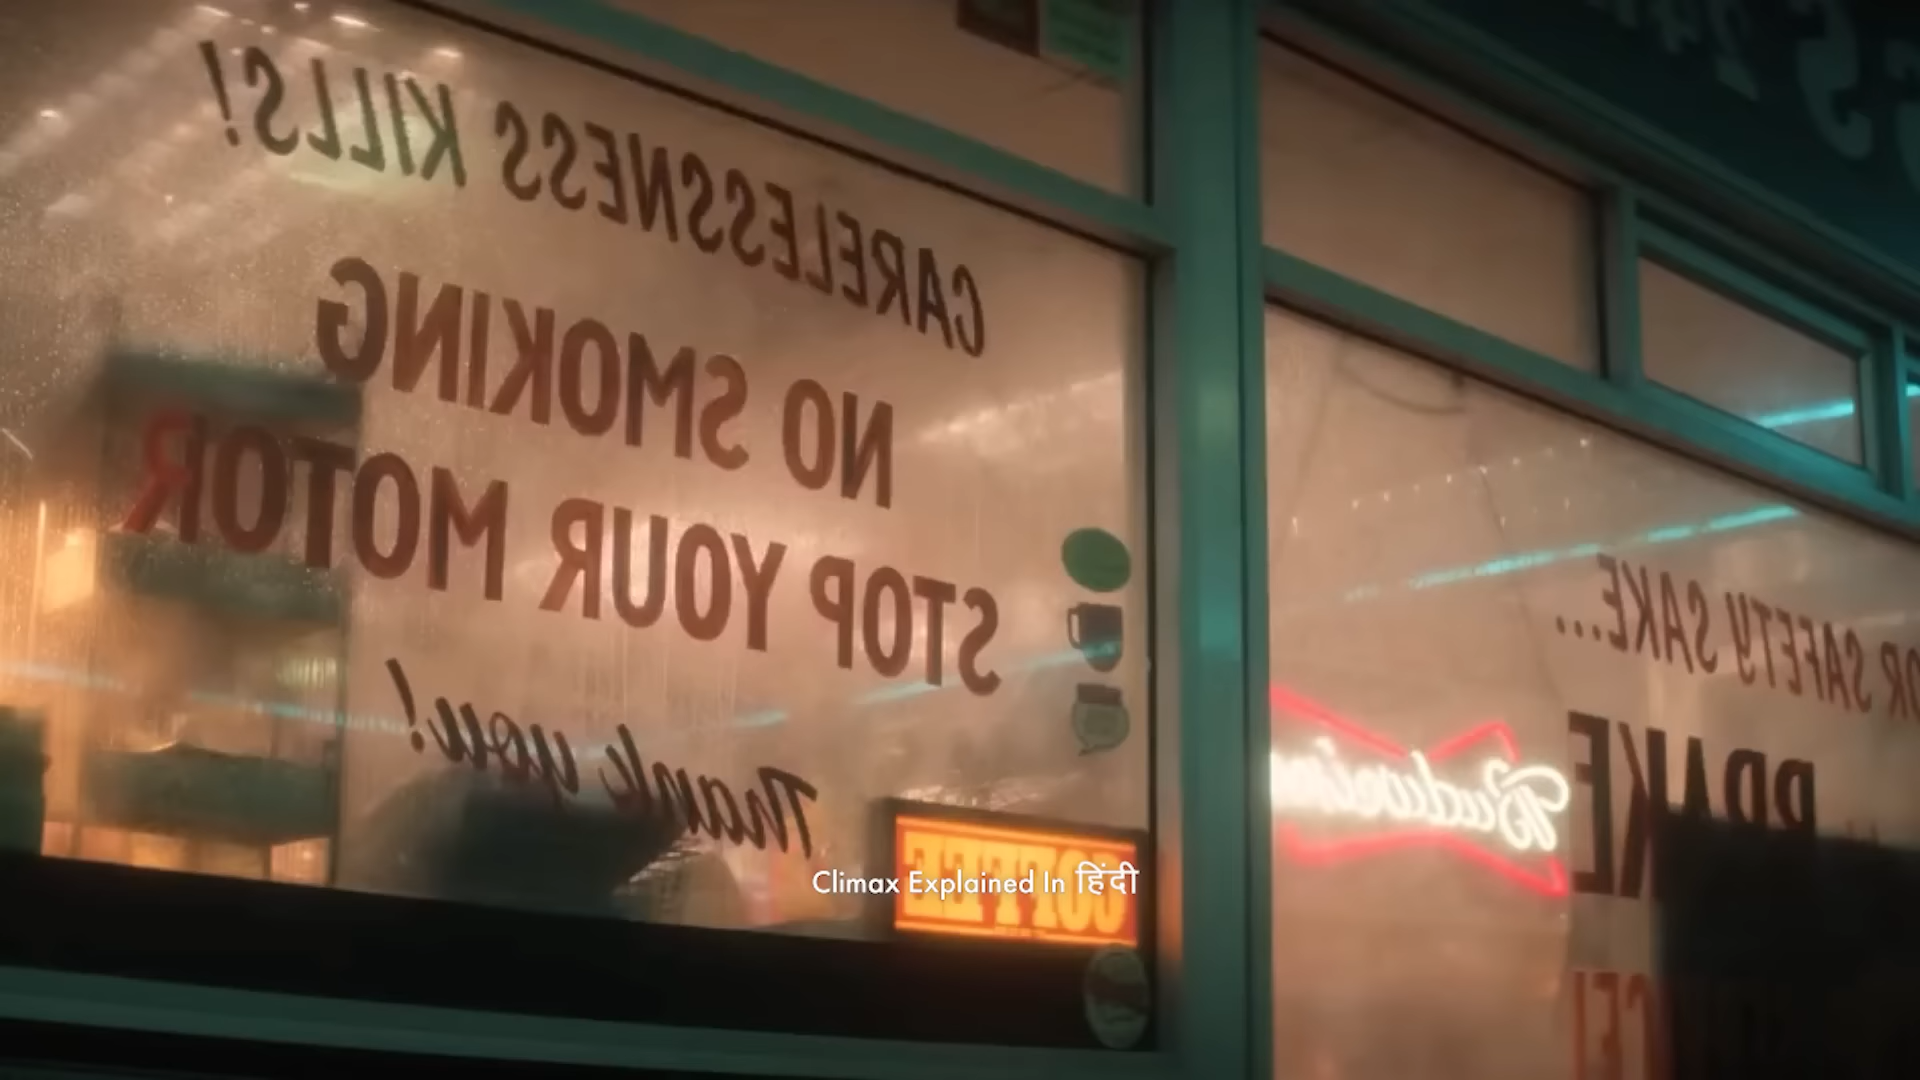 CARELESSNESS KILLS!
NO SMOKING
STOP YOUR MOTOR
Thank you!
COFFEE
Climax Explained In हिंदी
SAFETY SAKE...
Budweiser